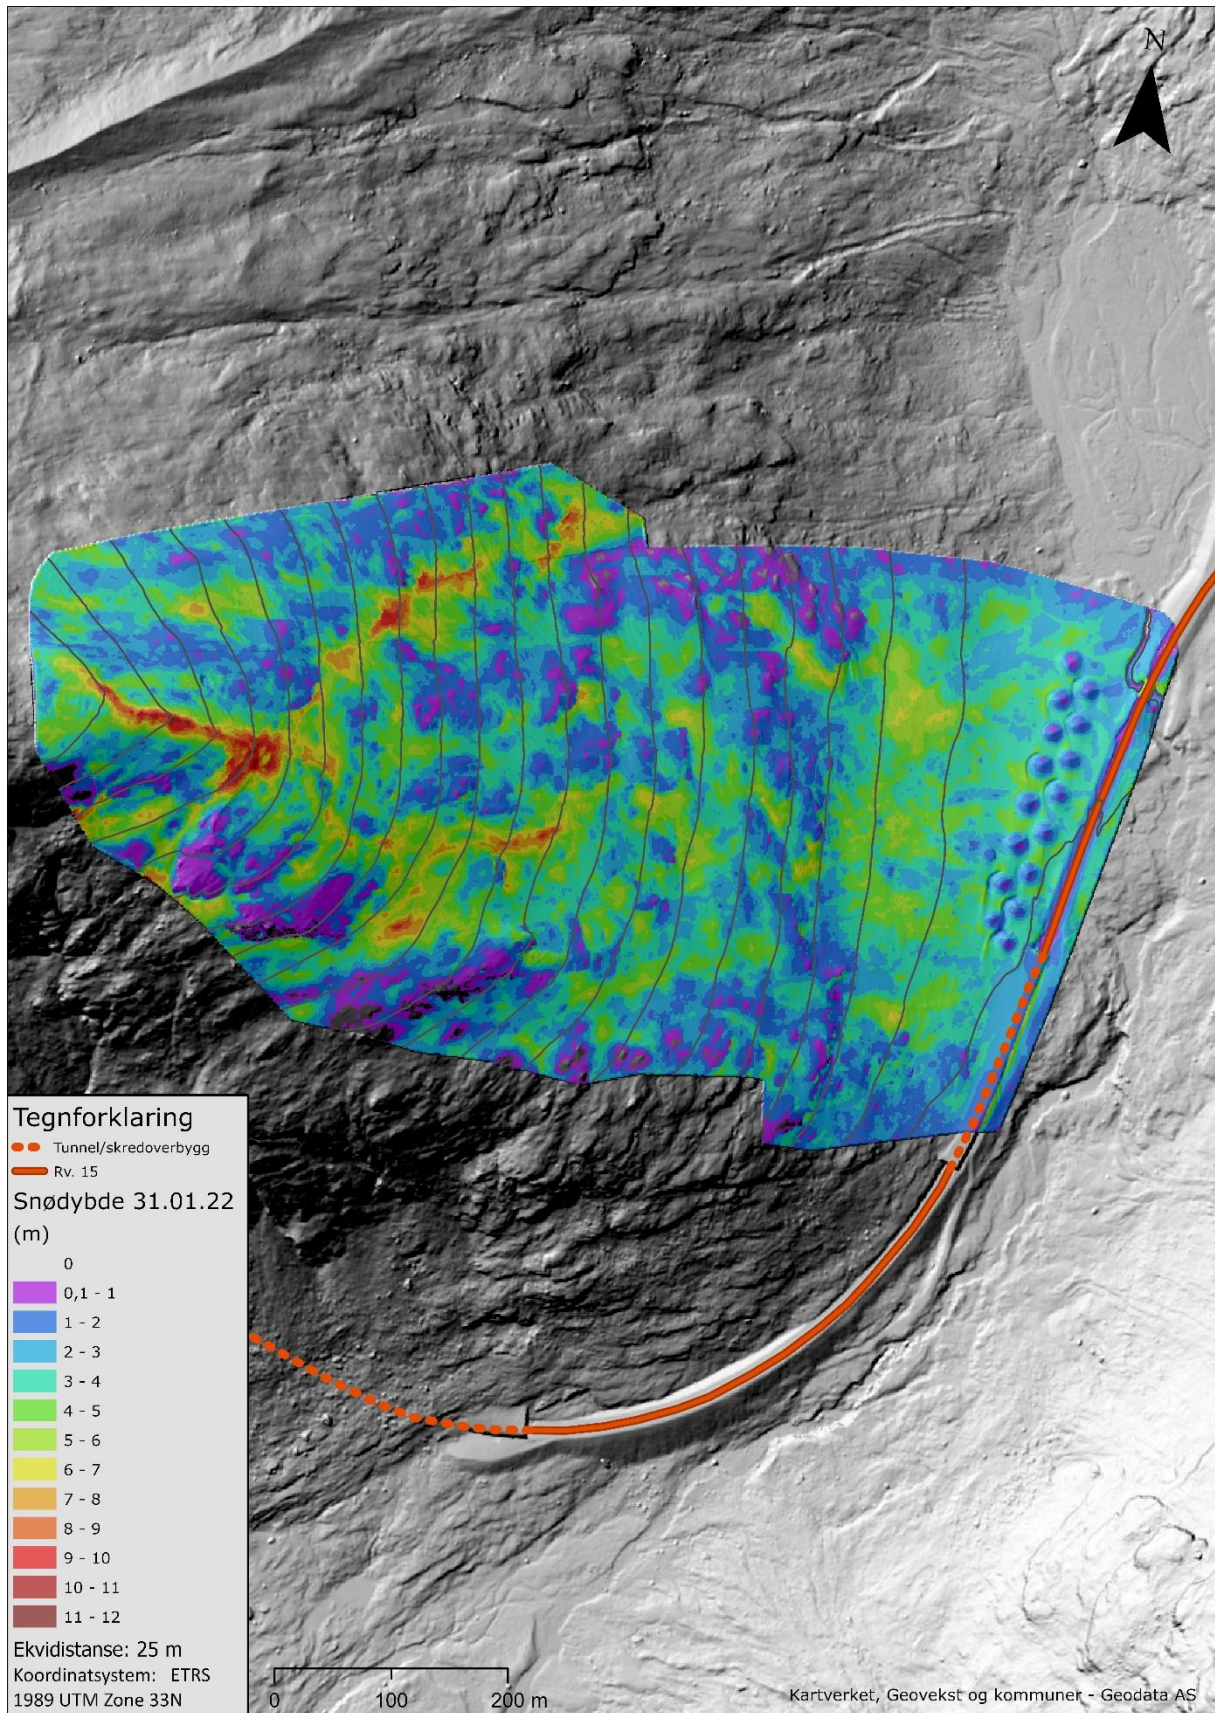 N
Tegnforklaring
Tunnel/skredoverbygg
Rv. 15
Snødybde 31.01.22
(m)
0
0,1 - 1
1 - 2
2 - 3
3 - 4
4 - 5
5 - 6
6 - 7
7 - 8
8 - 9
9 - 10
10 - 11
11 - 12
Ekvidistanse: 25 m
Koordinatsystem: ETRS
1989 UTM Zone 33N
0 100 200 m
Kartverket, Geovekst og kommuner - Geodata AS